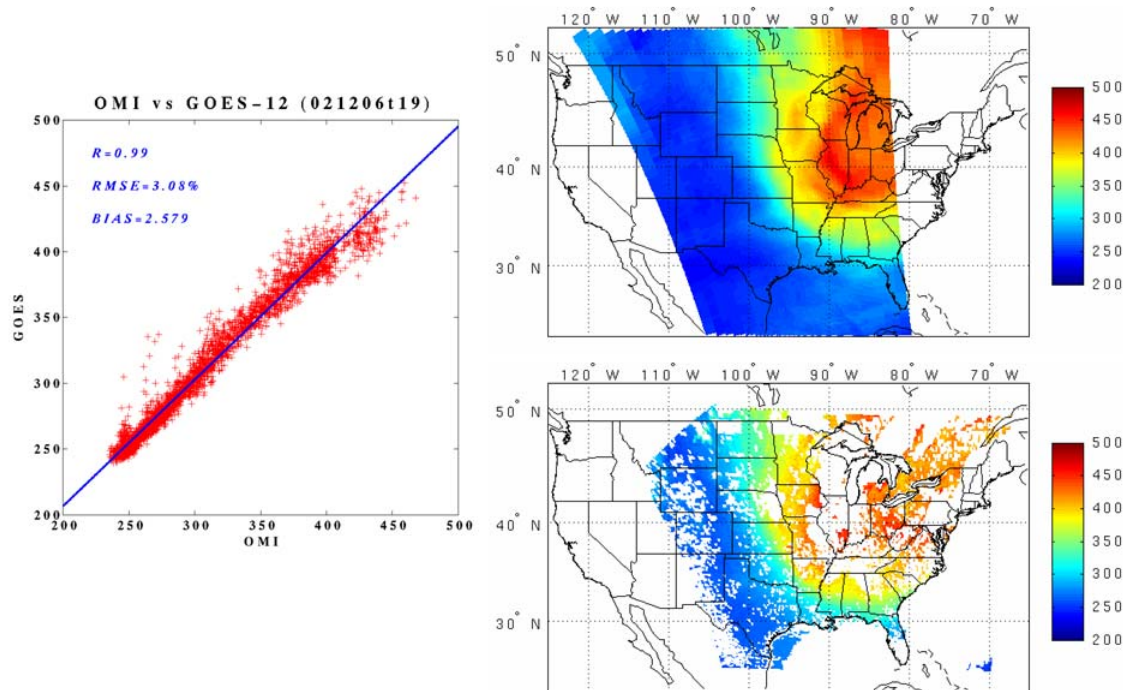 OMI vs GOES-12 (021206t19)
500
450
400
350
300
250
200
GOES
R=0.99
RMSE=3.08%
BIAS=2.579
200 250 300 350 400 450 500
OMI
120° W 110° W 100° W 90° W 80° W 70° W
50° N
40° N
30° N
500
450
400
350
300
250
200
120° W 110° W 100° W 90° W 80° W 70° W
50° N
40° N
30° N
500
450
400
350
300
250
200